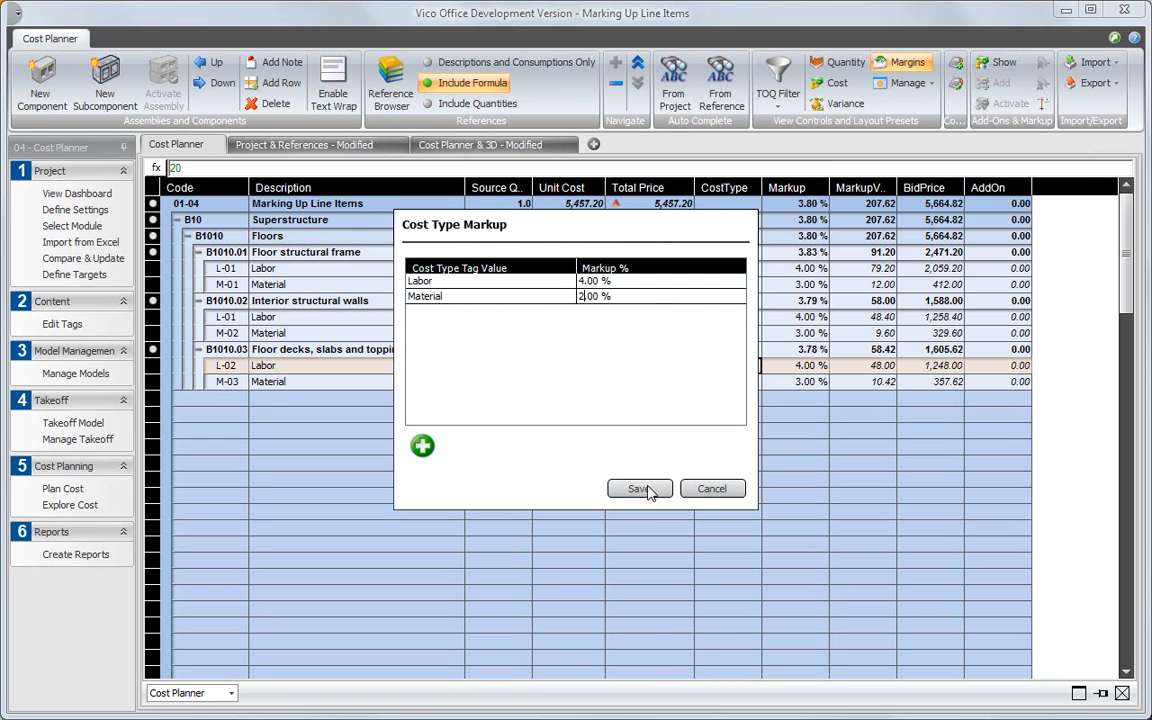 Vico Office Development Version - Marking Up Line Items
Cost Planner
New Component
New Subcomponent
Activate Assembly
Up
Down
Add Note
Add Row
Delete
Enable Text Wrap
Assemblies and Components
Reference Browser
Descriptions and Consumptions Only
Include Formula
Include Quantities
References
Navigate
From Project
From Reference
Auto Complete
TOQ Filter
Quantity
Cost
Variance
Margins
Manage
View Controls and Layout Presets
Co...
Show
Add
Activate
Add-Ons & Markup
Import
Export
Import/Export
04 - Cost Planner
Cost Planner
Project & References - Modified
Cost Planner & 3D - Modified
1 Project
View Dashboard
Define Settings
Select Module
Import from Excel
Compare & Update
Define Targets
2 Content
Edit Tags
3 Model Managemen
Manage Models
4 Takeoff
Takeoff Model
Manage Takeoff
5 Cost Planning
Plan Cost
Explore Cost
6 Reports
Create Reports
fx 20
Code Description Source Q.. Unit Cost Total Price CostType Markup MarkupV.. BidPrice AddOn
01-04 Marking Up Line Items 1.0 5,457.20 5,457.20 3.80 % 207.62 5,664.82 0.00
B10 Superstructure 3.80 % 207.62 5,664.82 0.00
B1010 Floors 3.80 % 207.62 5,664.82 0.00
B1010.01 Floor structural frame 3.83 % 91.20 2,471.20 0.00
L-01 Labor 4.00 % 79.20 2,059.20 0.00
M-01 Material 3.00 % 12.00 412.00 0.00
B1010.02 Interior structural walls 3.79 % 58.00 1,588.00 0.00
L-01 Labor 4.00 % 48.40 1,258.40 0.00
M-02 Material 3.00 % 9.60 329.60 0.00
B1010.03 Floor decks, slabs and toppi 3.78 % 58.42 1,605.62 0.00
L-02 Labor 4.00 % 48.00 1,248.00 0.00
M-03 Material 3.00 % 10.42 357.62 0.00
Cost Type Markup
Cost Type Tag Value Markup %
Labor 4.00 %
Material 2.00 %
Save
Cancel
Cost Planner